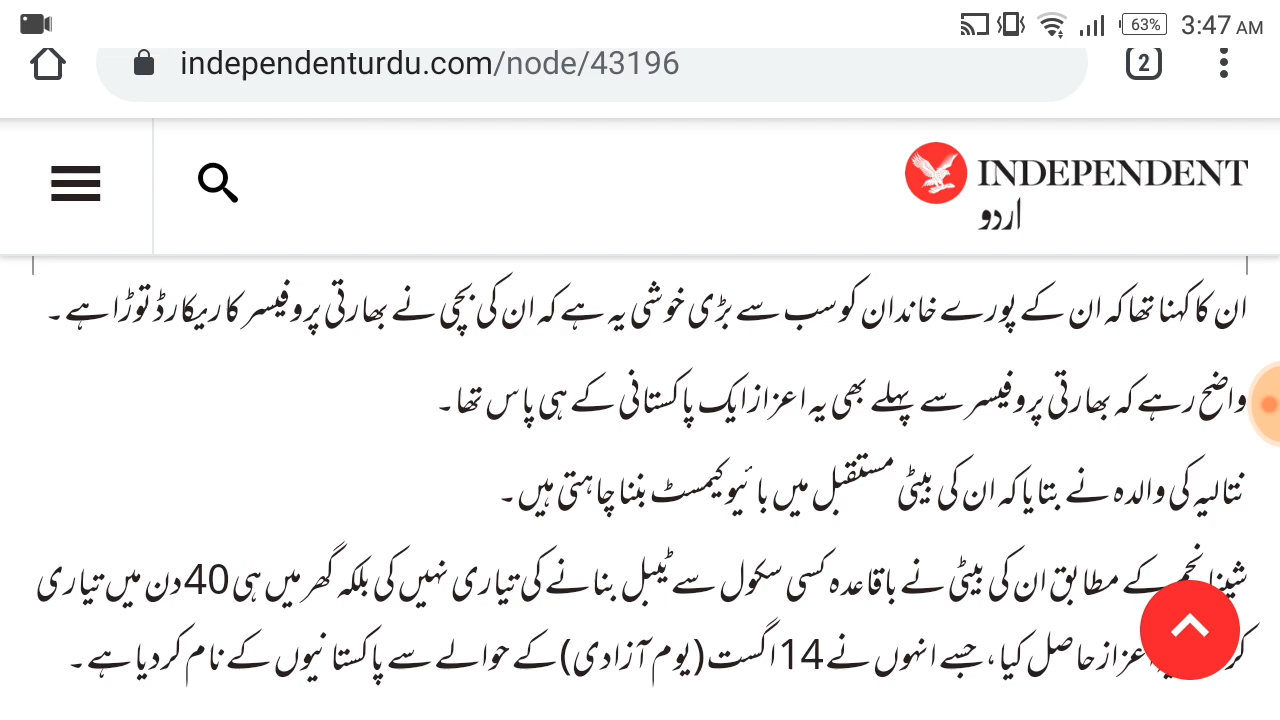 63% 3:47 AM
independenturdu.com/node/43196 2
INDEPENDENT
اردو
ان کا کہنا تھا کہ ان کے پورے خاندان کو سب سے بڑی خوشی یہ ہے کہ ان کی بچی نے بھارتی پروفیسر کا ریکارڈ توڑا ہے۔
واضح رہے کہ بھارتی پروفیسر سے پہلے بھی یہ اعزاز ایک پاکستانی کے ہی پاس تھا۔
نتالیہ کی والدہ نے بتایا کہ ان کی بیٹی مستقبل میں بائیو کیمسٹ بننا چاہتی ہیں۔
شینا نجم کے مطابق ان کی بیٹی نے باقاعدہ کسی سکول سے ٹیبل بنانے کی تیاری نہیں کی بلکہ گھر میں ہی 40 دن میں تیاری
اعزاز حاصل کیا، جسے انہوں نے 14 اگست (یوم آزادی) کے حوالے سے پاکستانیوں کے نام کر دیا ہے۔